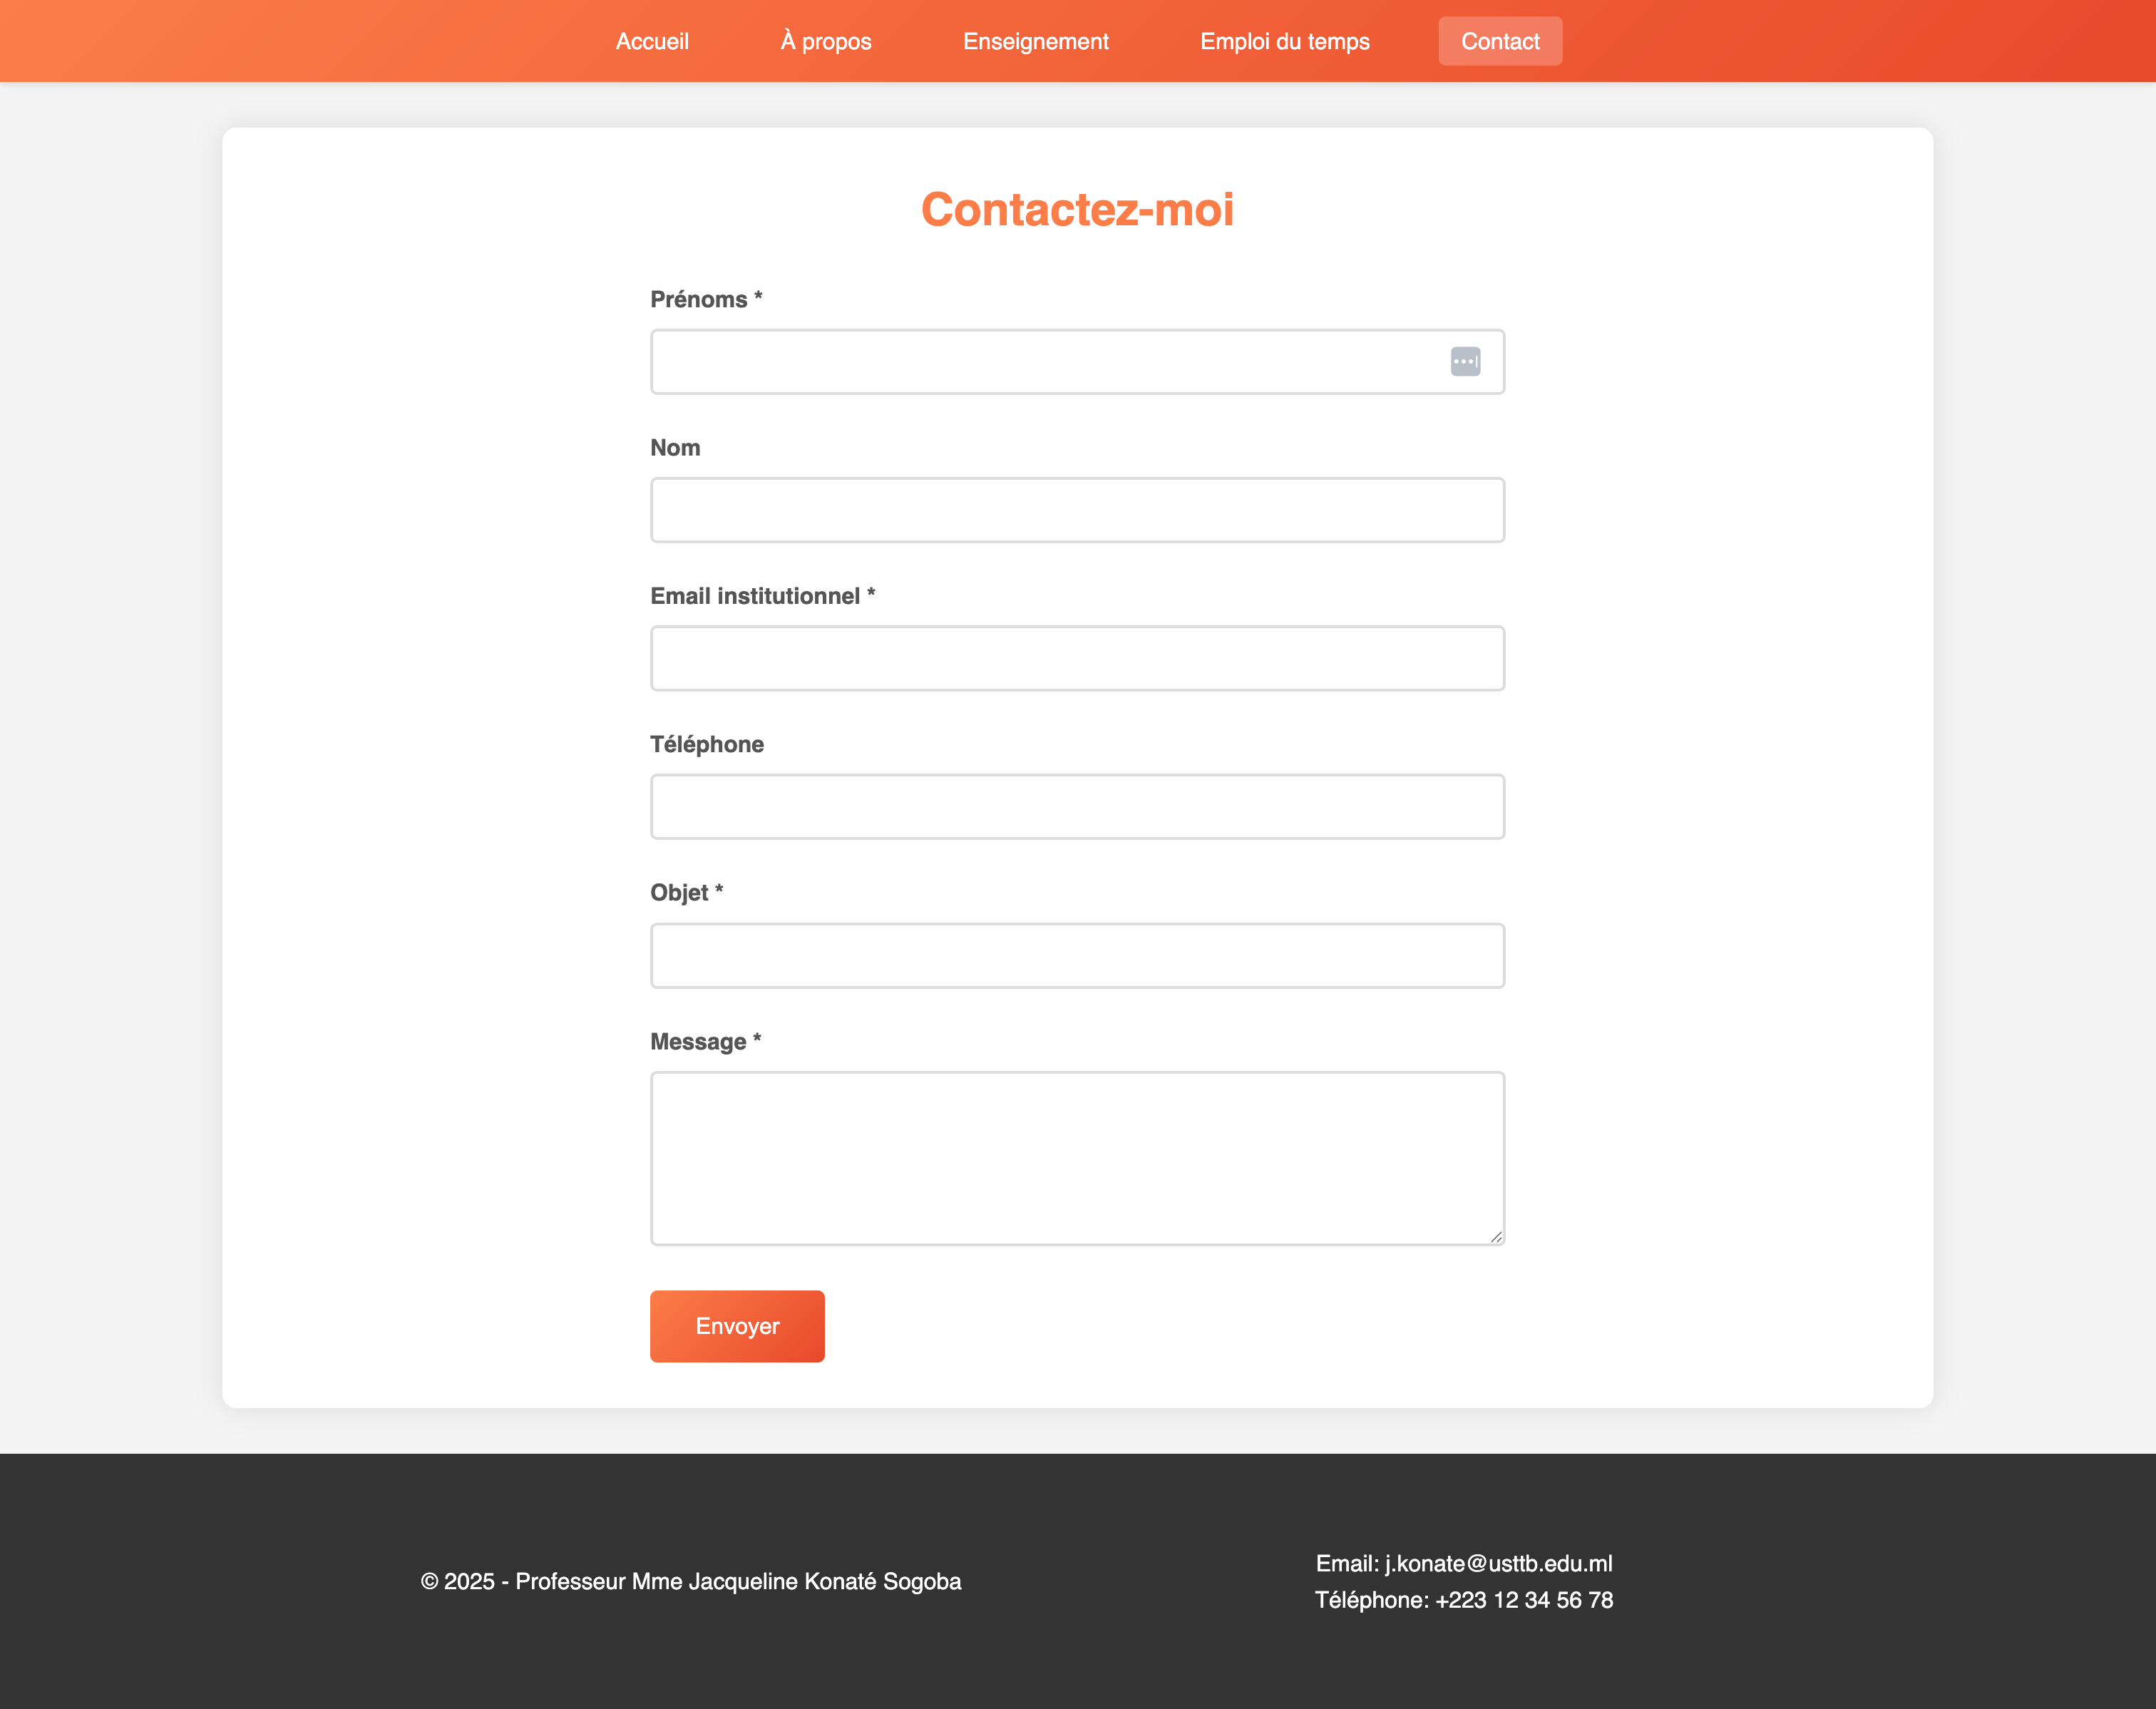 Accueil À propos Enseignement Emploi du temps Contact
Contactez-moi
Prénoms *
Nom
Email institutionnel *
Téléphone
Objet *
Message *
Envoyer
© 2025 - Professeur Mme Jacqueline Konaté Sogoba
Email: j.konate@usttb.edu.ml
Téléphone: +223 12 34 56 78